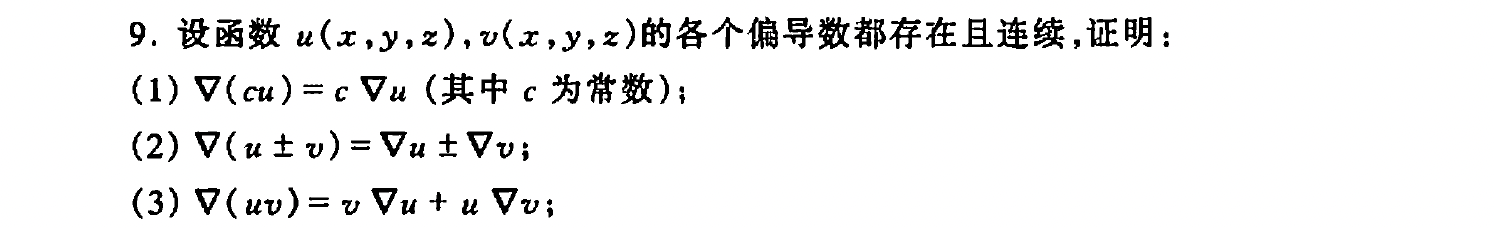 9. 设函数 u(x,y,z),v(x,y,z)的各个偏导数都存在且连续,证明:
(1) ∇(cu)=c ∇u (其中 c 为常数);
(2) ∇(u±v)=∇u±∇v;
(3) ∇(uv)=v ∇u+u ∇v;